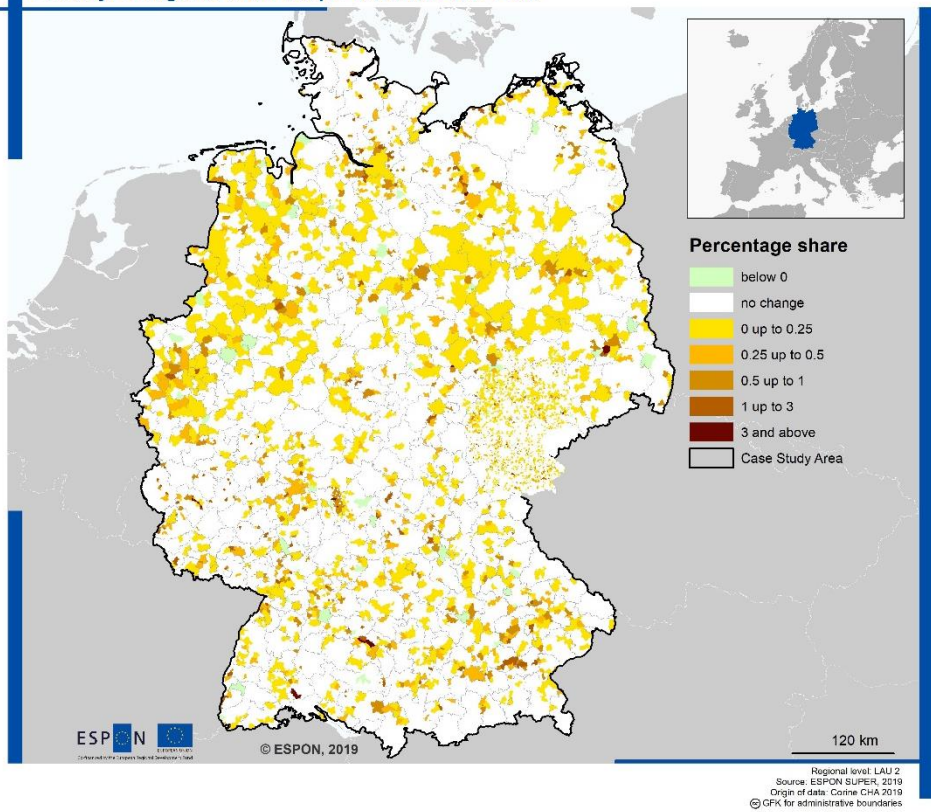 Percentage share
below 0
no change
0 up to 0.25
0.25 up to 0.5
0.5 up to 1
1 up to 3
3 and above
Case Study Area
ESPON
© ESPON, 2019
120 km
Regional level: LAU 2
Source: ESPON SUPER, 2019
Origin of data: Corine CHA 2019
GFK for administrative boundaries